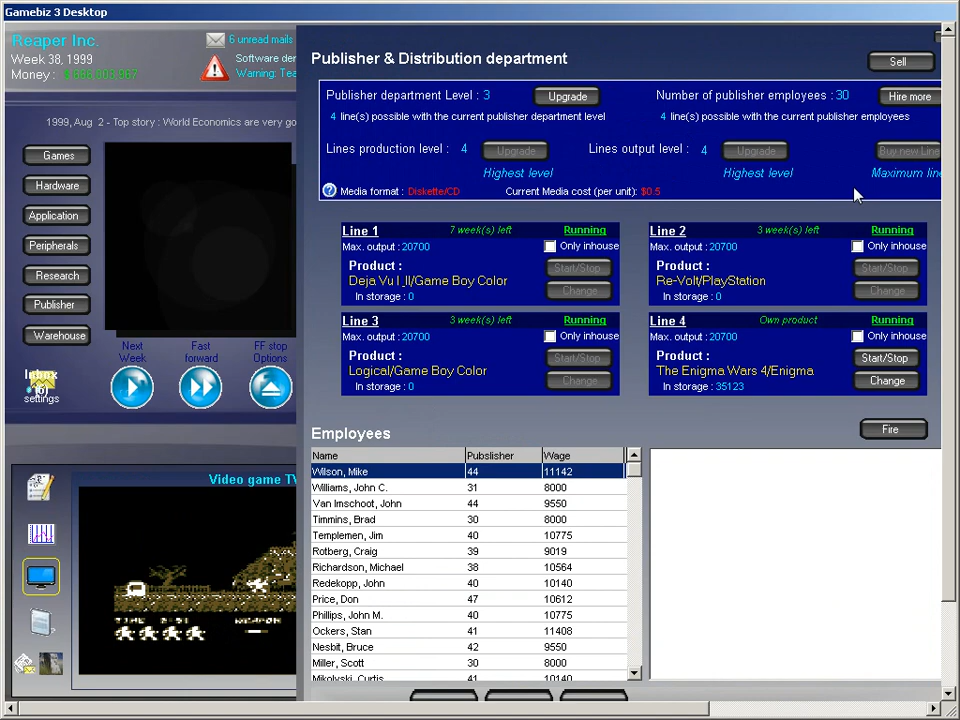 Gamebiz 3 Desktop
Reaper Inc.
Week 38, 1999
Money :
6 unread mails
Software der
Warning: Tea
1999, Aug 2 - Top story : World Economics are very go
Games
Hardware
Application
Peripherals
Research
Publisher
Warehouse
Next Week
Fast forward
FF stop Options
settings
Video game TV
Publisher & Distribution department
Sell
Publisher department Level : 3
Upgrade
Number of publisher employees : 30
Hire more
4 line(s) possible with the current publisher department level
4 line(s) possible with the current publisher employees
Lines production level : 4
Upgrade
Lines output level : 4
Upgrade
Buy new Line
Highest level
Highest level
Maximum line
Media format : Diskette/CD
Current Media cost (per unit): $0.5
Line 1
7 week(s) left
Running
Max. output : 20700
Only inhouse
Product :
Start/Stop
Deja Vu I_II/Game Boy Color
In storage : 0
Change
Line 2
3 week(s) left
Running
Max. output : 20700
Only inhouse
Product :
Start/Stop
Re-Volt/PlayStation
In storage : 0
Change
Line 3
3 week(s) left
Running
Max. output : 20700
Only inhouse
Product :
Start/Stop
Logical/Game Boy Color
In storage : 0
Change
Line 4
Own product
Running
Max. output : 20700
Only inhouse
Product :
Start/Stop
The Enigma Wars 4/Enigma
In storage : 35123
Change
Employees
Fire
Name Pubslisher Wage
Wilson, Mike 44 11142
Williams, John C. 31 8000
Van Imschoot, John 44 9550
Timmins, Brad 30 8000
Templemen, Jim 40 10775
Rotberg, Craig 39 9019
Richardson, Michael 38 10564
Redekopp, John 40 10140
Price, Don 47 10612
Phillips, John M. 40 10775
Ockers, Stan 41 11408
Nesbit, Bruce 42 9550
Miller, Scott 30 8000
Mikolyski, Curtis 41 10140